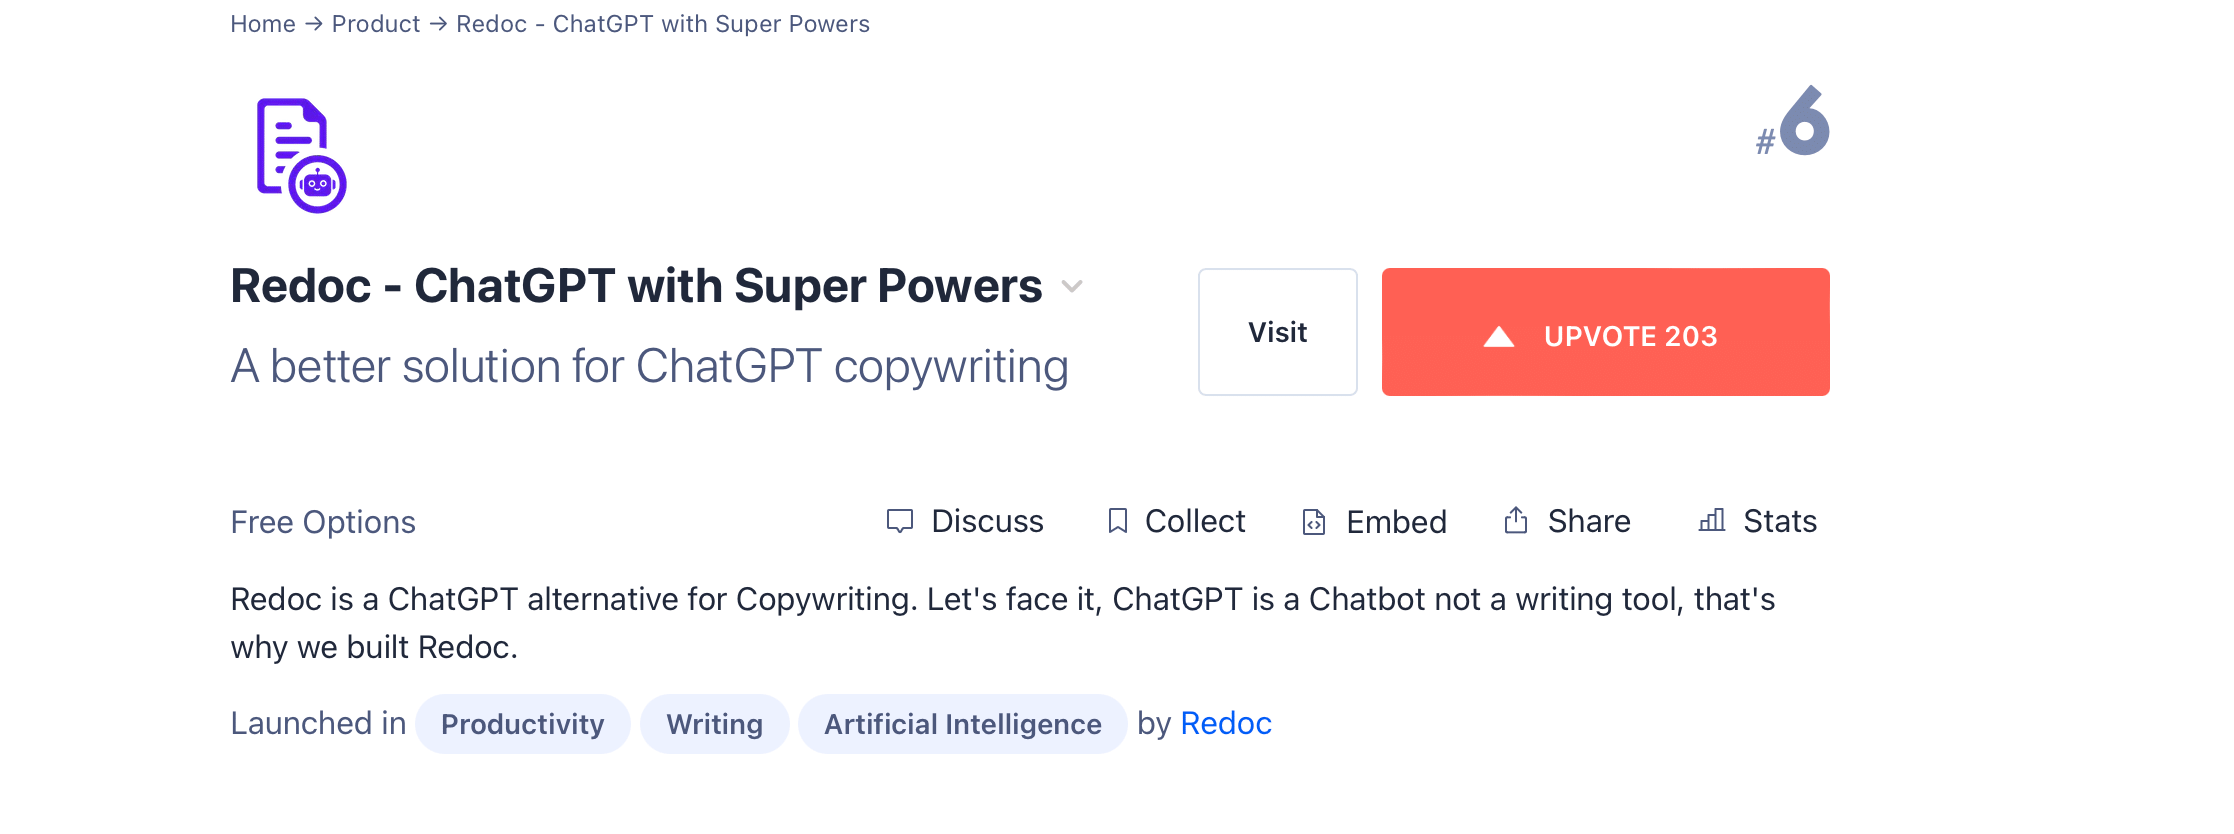 Home → Product → Redoc - ChatGPT with Super Powers
#6
Redoc - ChatGPT with Super Powers
A better solution for ChatGPT copywriting
Visit
UPVOTE 203
Free Options
Discuss
Collect
Embed
Share
Stats
Redoc is a ChatGPT alternative for Copywriting. Let's face it, ChatGPT is a Chatbot not a writing tool, that's
why we built Redoc.
Launched in Productivity Writing Artificial Intelligence by Redoc